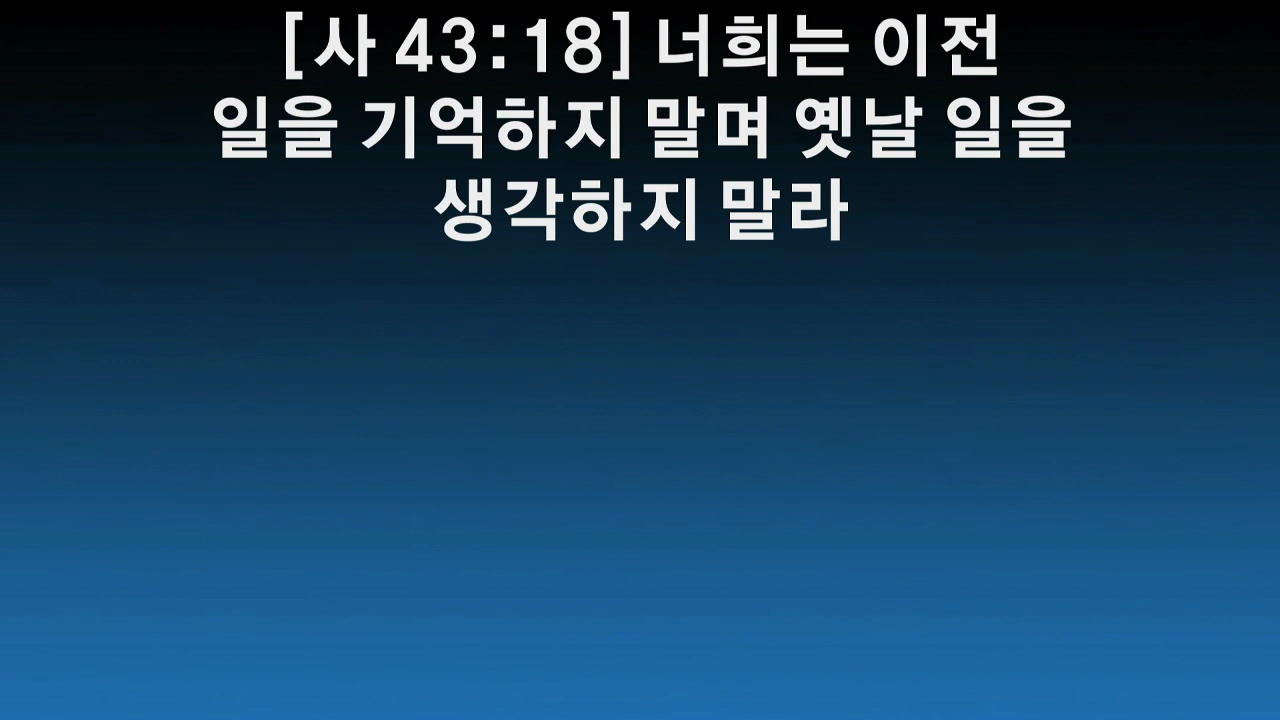 [사 43:18] 너희는 이전
일을 기억하지 말며 옛날 일을
생각하지 말라